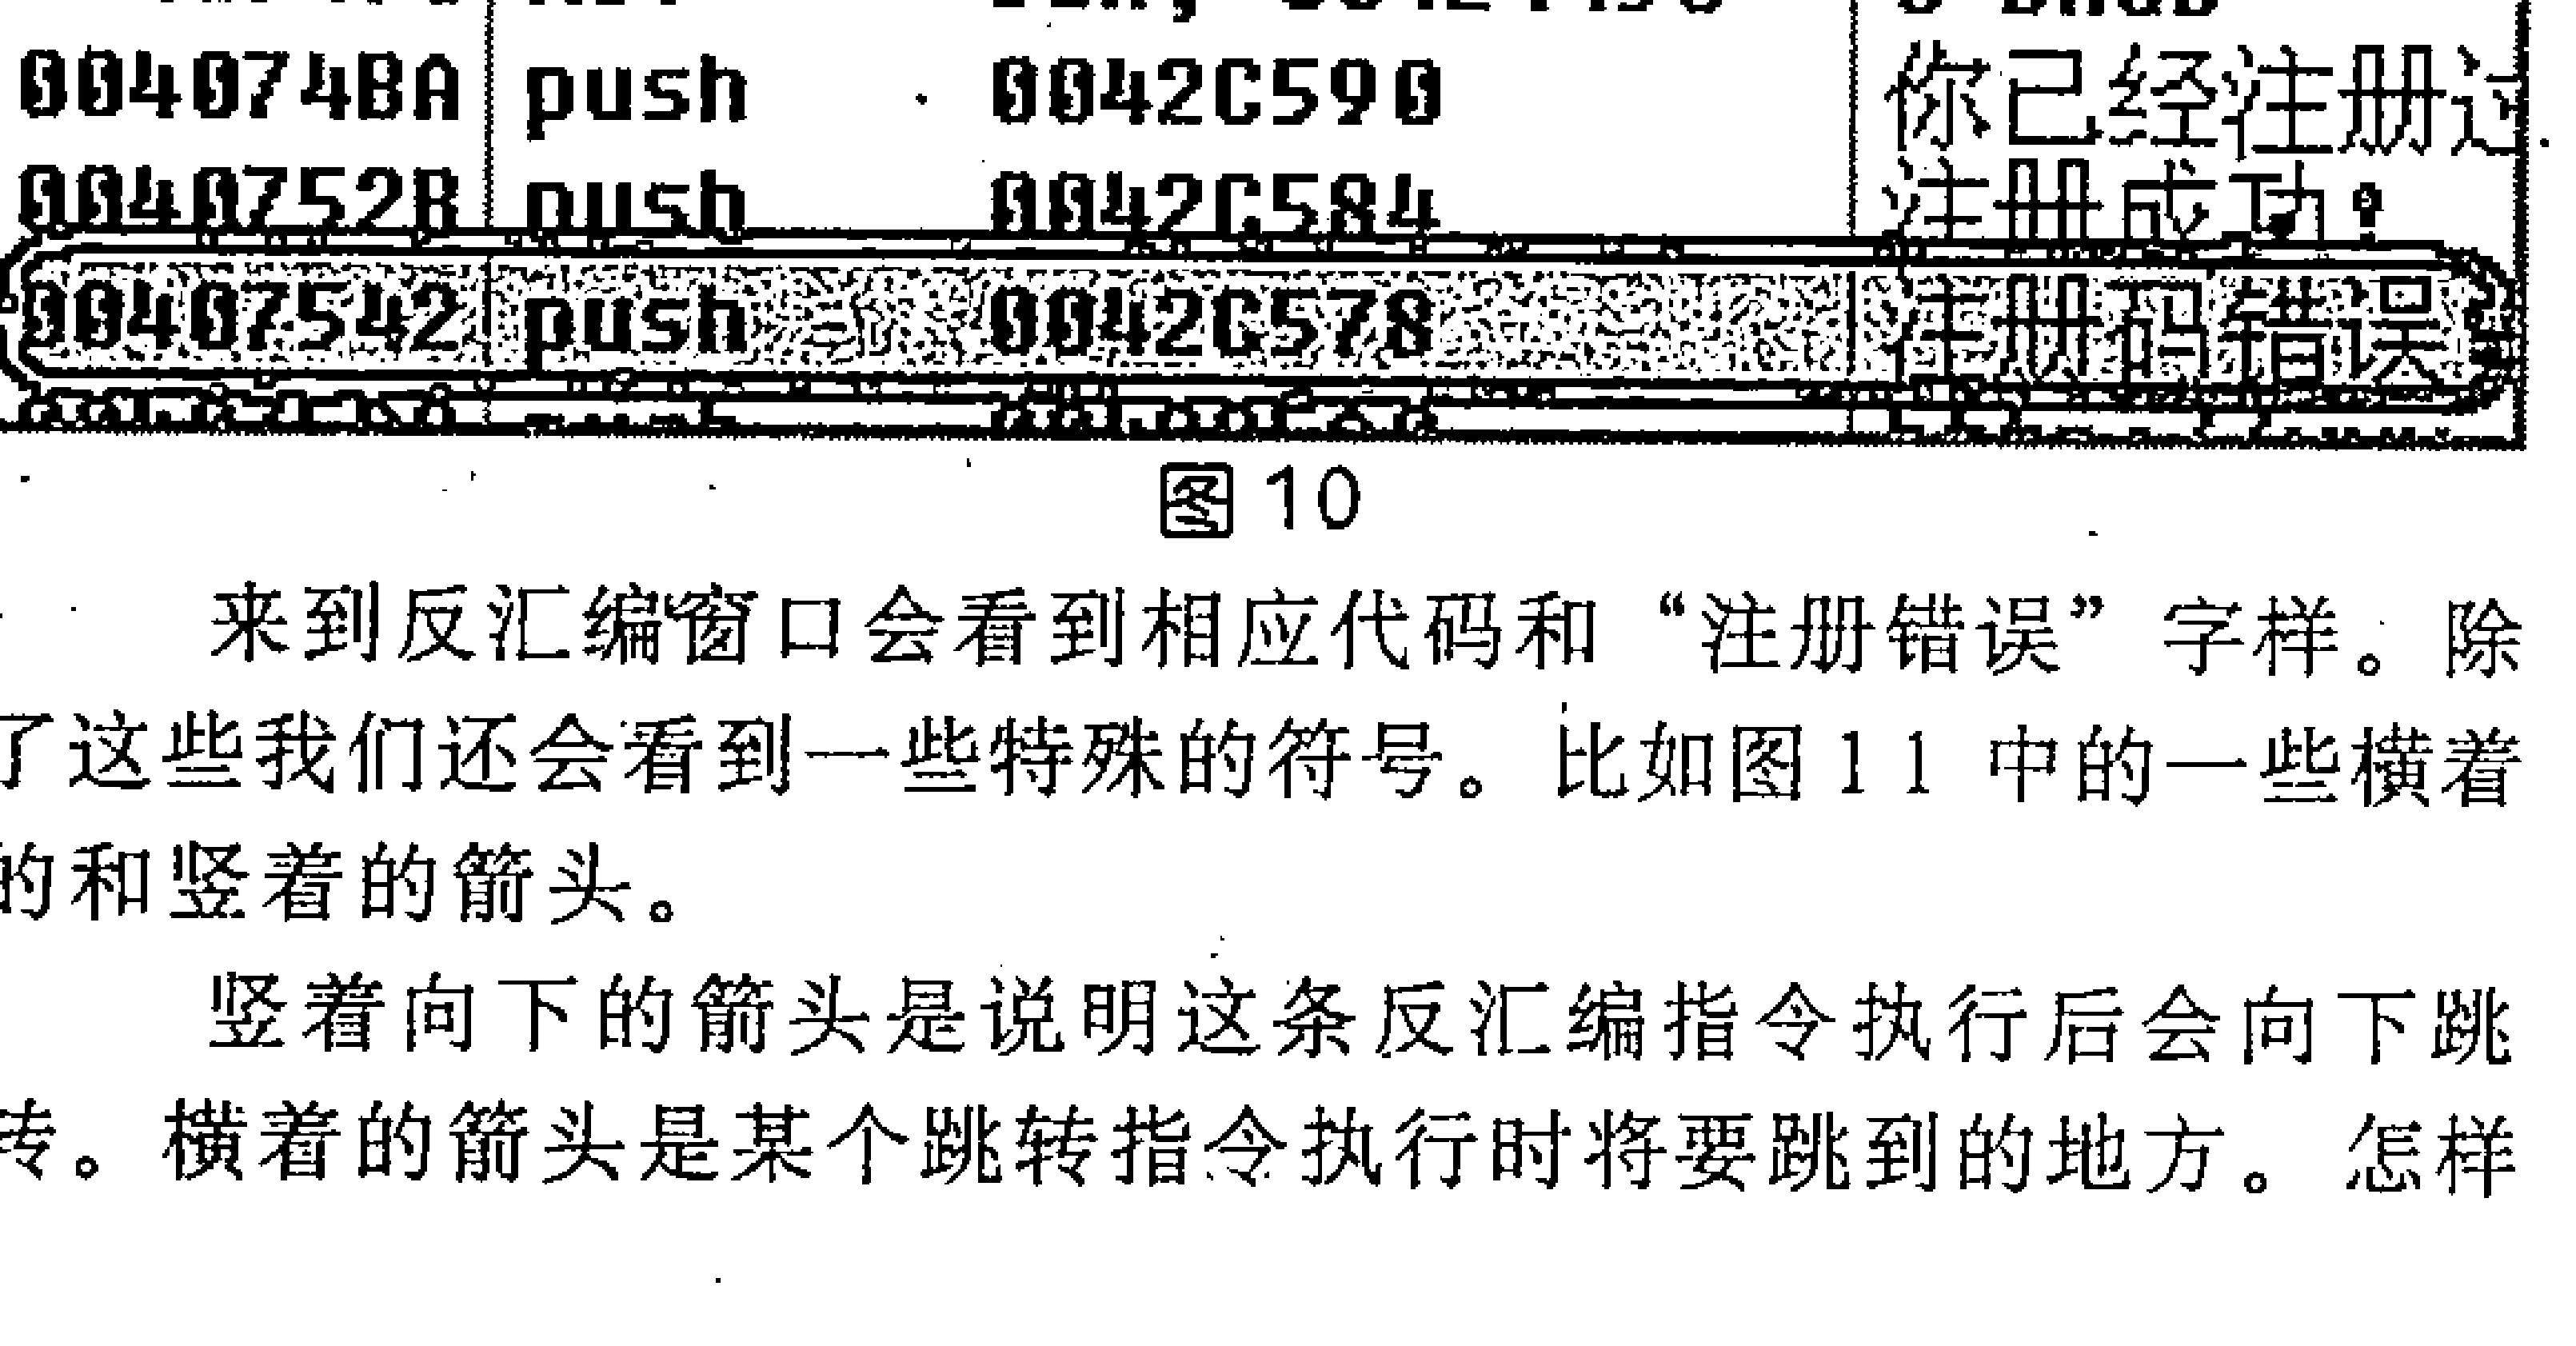 004074BA push 0042C590 你已经注册过
0040752B push 0042C584 注册成功!
00407542 push 0042C578 注册码错误
图10
来到反汇编窗口会看到相应代码和“注册错误”字样。除
了这些我们还会看到一些特殊的符号。比如图11中的一些横着
的和竖着的箭头。
竖着向下的箭头是说明这条反汇编指令执行后会向下跳
转。横着的箭头是某个跳转指令执行时将要跳到的地方。怎样